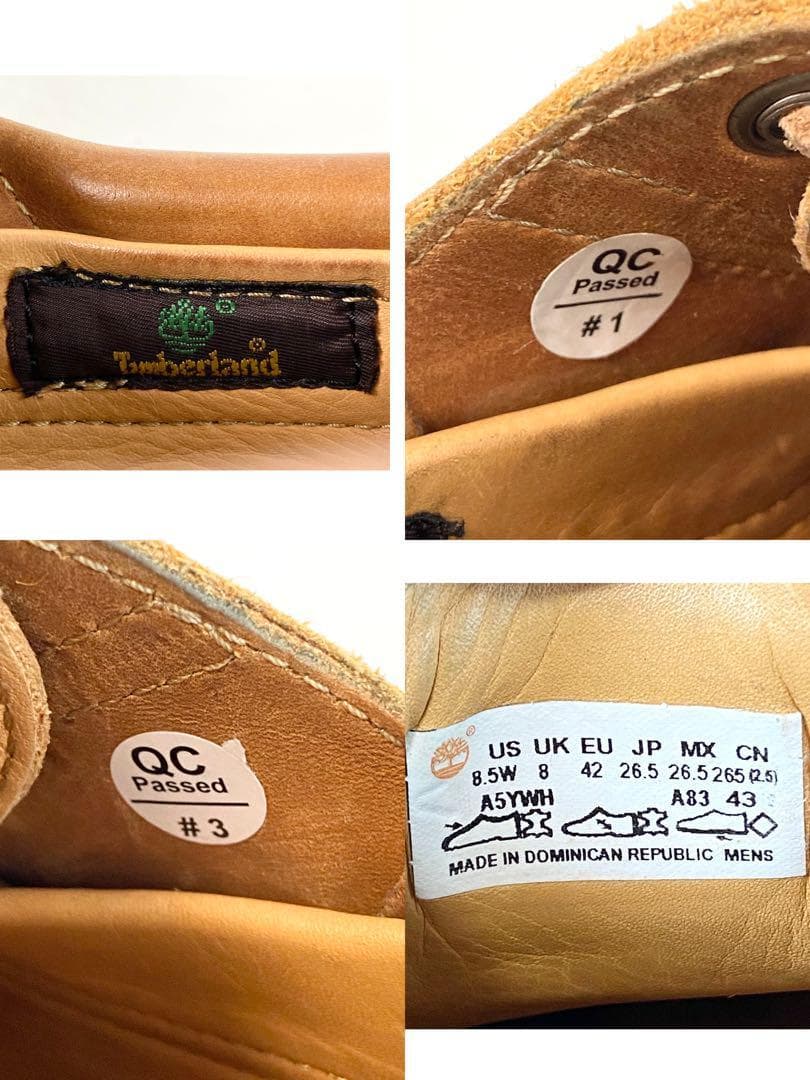 Timberland
®
QC
Passed
#1
QC
Passed
#3
®
US UK EU JP MX CN
8.5W 8 42 26.5 26.5 265(2.5)
A5YWH A83 43
MADE IN DOMINICAN REPUBLIC MENS